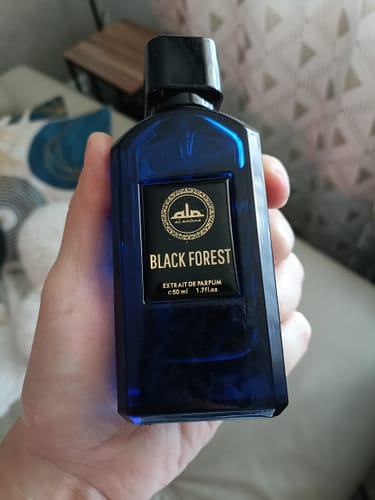 BLACK FOREST
EXTRAIT DE PARFUM
℮50 ml 1.7fl.oz